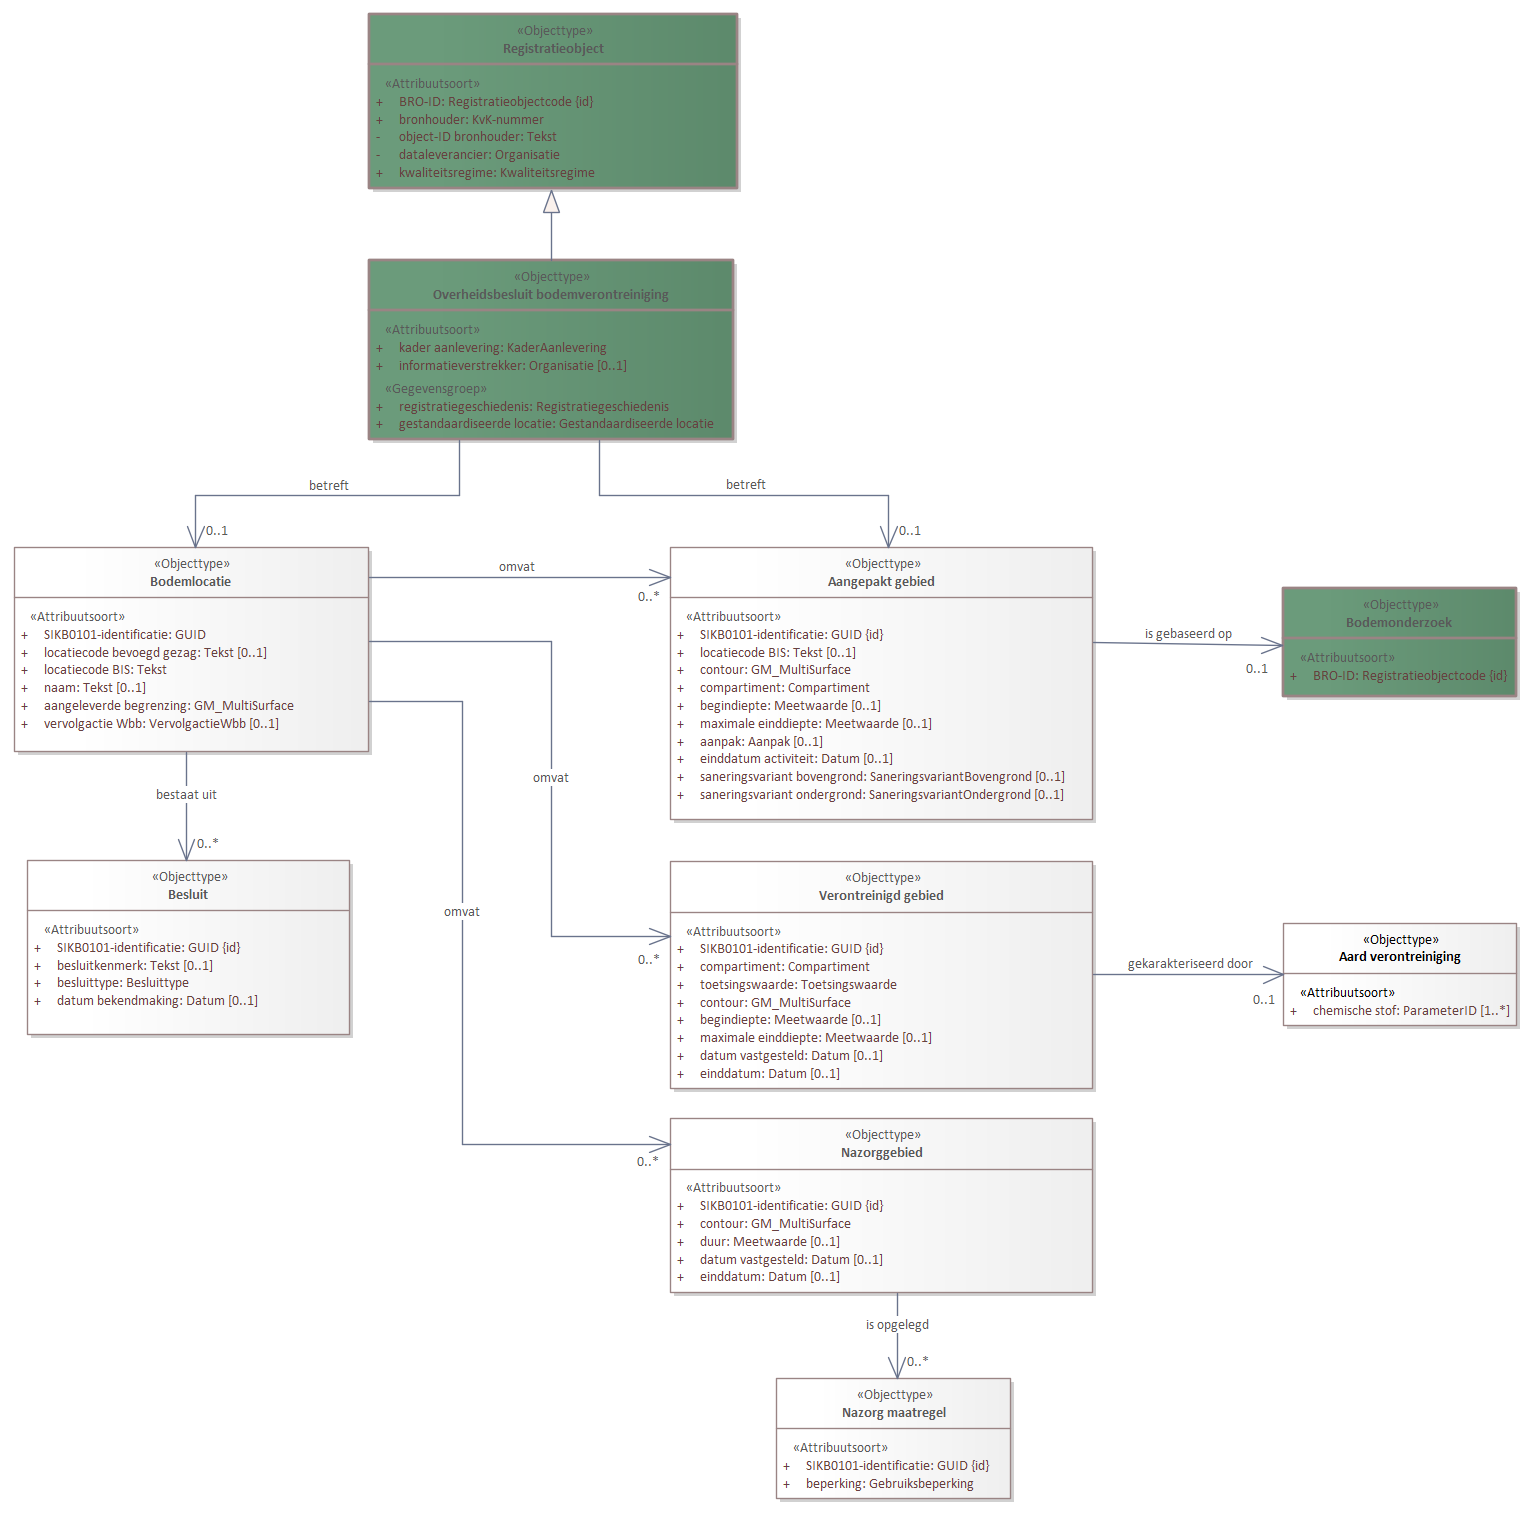 «Objecttype»
Registratieobject
«Attribuutsoort»
+ BRO-ID: Registratieobjectcode {id}
+ bronhouder: KvK-nummer
- object-ID bronhouder: Tekst
- dataleverancier: Organisatie
+ kwaliteitsregime: Kwaliteitsregime
«Objecttype»
Overheidsbesluit bodemverontreiniging
«Attribuutsoort»
+ kader aanlevering: KaderAanlevering
+ informatieverstrekker: Organisatie [0..1]
«Gegevensgroep»
+ registratiegeschiedenis: Registratiegeschiedenis
+ gestandaardiseerde locatie: Gestandaardiseerde locatie
betreft
0..1
betreft
0..1
«Objecttype»
Bodemlocatie
«Attribuutsoort»
+ SIKB0101-identificatie: GUID
+ locatiecode bevoegd gezag: Tekst [0..1]
+ locatiecode BIS: Tekst
+ naam: Tekst [0..1]
+ aangeleverde begrenzing: GM_MultiSurface
+ vervolgactie Wbb: VervolgactieWbb [0..1]
omvat
0..*
«Objecttype»
Aangepakt gebied
«Attribuutsoort»
+ SIKB0101-identificatie: GUID {id}
+ locatiecode BIS: Tekst [0..1]
+ contour: GM_MultiSurface
+ compartiment: Compartiment
+ begindiepte: Meetwaarde [0..1]
+ maximale einddiepte: Meetwaarde [0..1]
+ aanpak: Aanpak [0..1]
+ einddatum activiteit: Datum [0..1]
+ saneringsvariant bovengrond: SaneringsvariantBovengrond [0..1]
+ saneringsvariant ondergrond: SaneringsvariantOndergrond [0..1]
is gebaseerd op
0..1
«Objecttype»
Bodemonderzoek
«Attribuutsoort»
+ BRO-ID: Registratieobjectcode {id}
bestaat uit
0..*
omvat
0..*
omvat
0..*
«Objecttype»
Besluit
«Attribuutsoort»
+ SIKB0101-identificatie: GUID {id}
+ besluitkenmerk: Tekst [0..1]
+ besluittype: Besluittype
+ datum bekendmaking: Datum [0..1]
«Objecttype»
Verontreinigd gebied
«Attribuutsoort»
+ SIKB0101-identificatie: GUID {id}
+ compartiment: Compartiment
+ toetsingswaarde: Toetsingswaarde
+ contour: GM_MultiSurface
+ begindiepte: Meetwaarde [0..1]
+ maximale einddiepte: Meetwaarde [0..1]
+ datum vastgesteld: Datum [0..1]
+ einddatum: Datum [0..1]
gekarakteriseerd door
0..1
«Objecttype»
Aard verontreiniging
«Attribuutsoort»
+ chemische stof: ParameterID [1..*]
«Objecttype»
Nazorggebied
«Attribuutsoort»
+ SIKB0101-identificatie: GUID {id}
+ contour: GM_MultiSurface
+ duur: Meetwaarde [0..1]
+ datum vastgesteld: Datum [0..1]
+ einddatum: Datum [0..1]
is opgelegd
0..*
«Objecttype»
Nazorg maatregel
«Attribuutsoort»
+ SIKB0101-identificatie: GUID {id}
+ beperking: Gebruiksbeperking